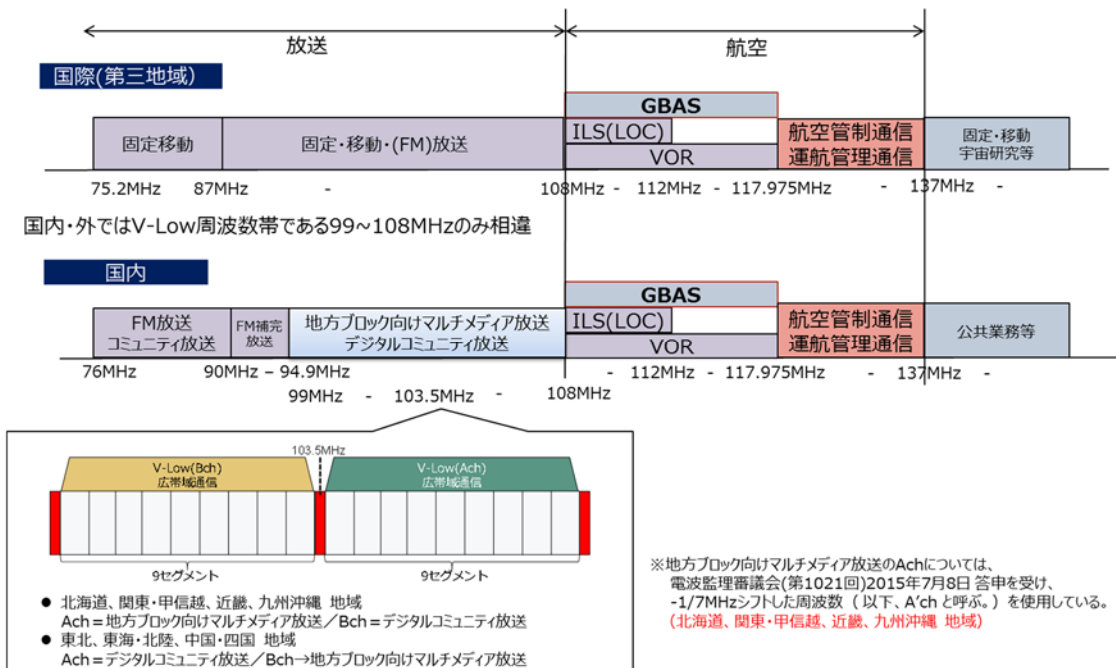 放送
航空
国際(第三地域)
GBAS
固定移動
固定・移動・(FM)放送
ILS(LOC)
VOR
航空管制通信
運航管理通信
固定・移動
宇宙研究等
75.2MHz 87MHz - 108MHz - 112MHz - 117.975MHz - 137MHz -
国内・外ではV-Low周波数帯である99~108MHzのみ相違
国内
GBAS
FM放送
コミュニティ放送
FM補完
放送
地方ブロック向けマルチメディア放送
デジタルコミュニティ放送
ILS(LOC)
VOR
航空管制通信
運航管理通信
公共業務等
76MHz 90MHz – 94.9MHz - 112MHz - 117.975MHz - 137MHz -
99MHz - 103.5MHz - 108MHz
103.5MHz
V-Low(Bch)
広帯域通信
V-Low(Ach)
広帯域通信
9セグメント
9セグメント
● 北海道、関東・甲信越、近畿、九州沖縄 地域
Ach=地方ブロック向けマルチメディア放送/Bch=デジタルコミュニティ放送
● 東北、東海・北陸、中国・四国 地域
Ach=デジタルコミュニティ放送/Bch→地方ブロック向けマルチメディア放送
※地方ブロック向けマルチメディア放送のAchについては、
電波監理審議会(第1021回)2015年7月8日 答申を受け、
-1/7MHzシフトした周波数 ( 以下、A'ch と呼ぶ。) を使用している。
(北海道、関東・甲信越、近畿、九州沖縄 地域)